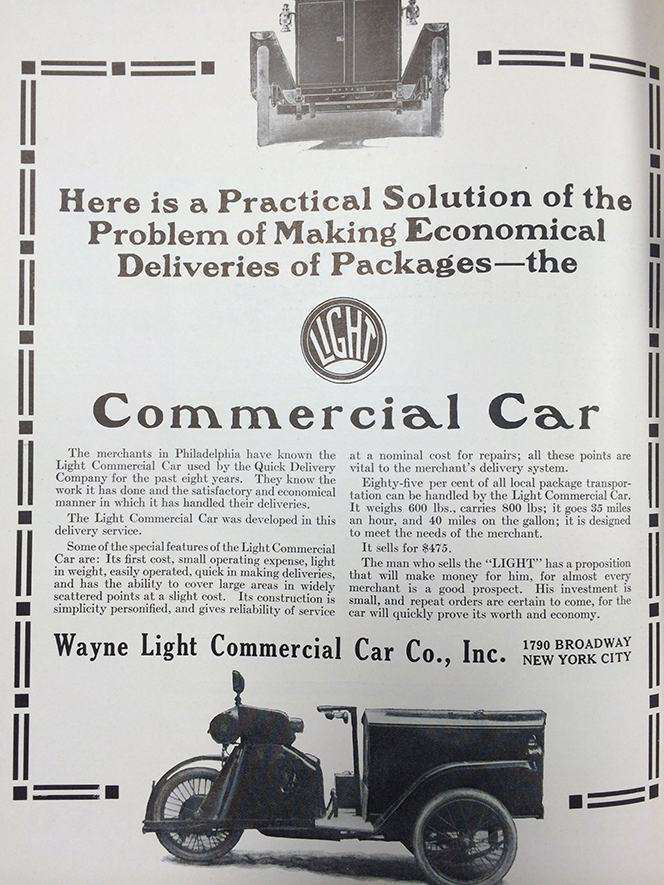 Here is a Practical Solution of the
Problem of Making Economical
Deliveries of Packages—the
LIGHT
Commercial Car
The merchants in Philadelphia have known the
Light Commercial Car used by the Quick Delivery
Company for the past eight years. They know the
work it has done and the satisfactory and economical
manner in which it has handled their deliveries.
The Light Commercial Car was developed in this
delivery service.
Some of the special features of the Light Commercial
Car are: Its first cost, small operating expense, light
in weight, easily operated, quick in making deliveries,
and has the ability to cover large areas in widely
scattered points at a slight cost. Its construction is
simplicity personified, and gives reliability of service
at a nominal cost for repairs; all these points are
vital to the merchant's delivery system.
Eighty-five per cent of all local package transpor-
tation can be handled by the Light Commercial Car.
It weighs 600 lbs., carries 800 lbs; it goes 35 miles
an hour, and 40 miles on the gallon; it is designed
to meet the needs of the merchant.
It sells for $475.
The man who sells the "LIGHT" has a proposition
that will make money for him, for almost every
merchant is a good prospect. His investment is
small, and repeat orders are certain to come, for the
car will quickly prove its worth and economy.
Wayne Light Commercial Car Co., Inc.
1790 BROADWAY
NEW YORK CITY